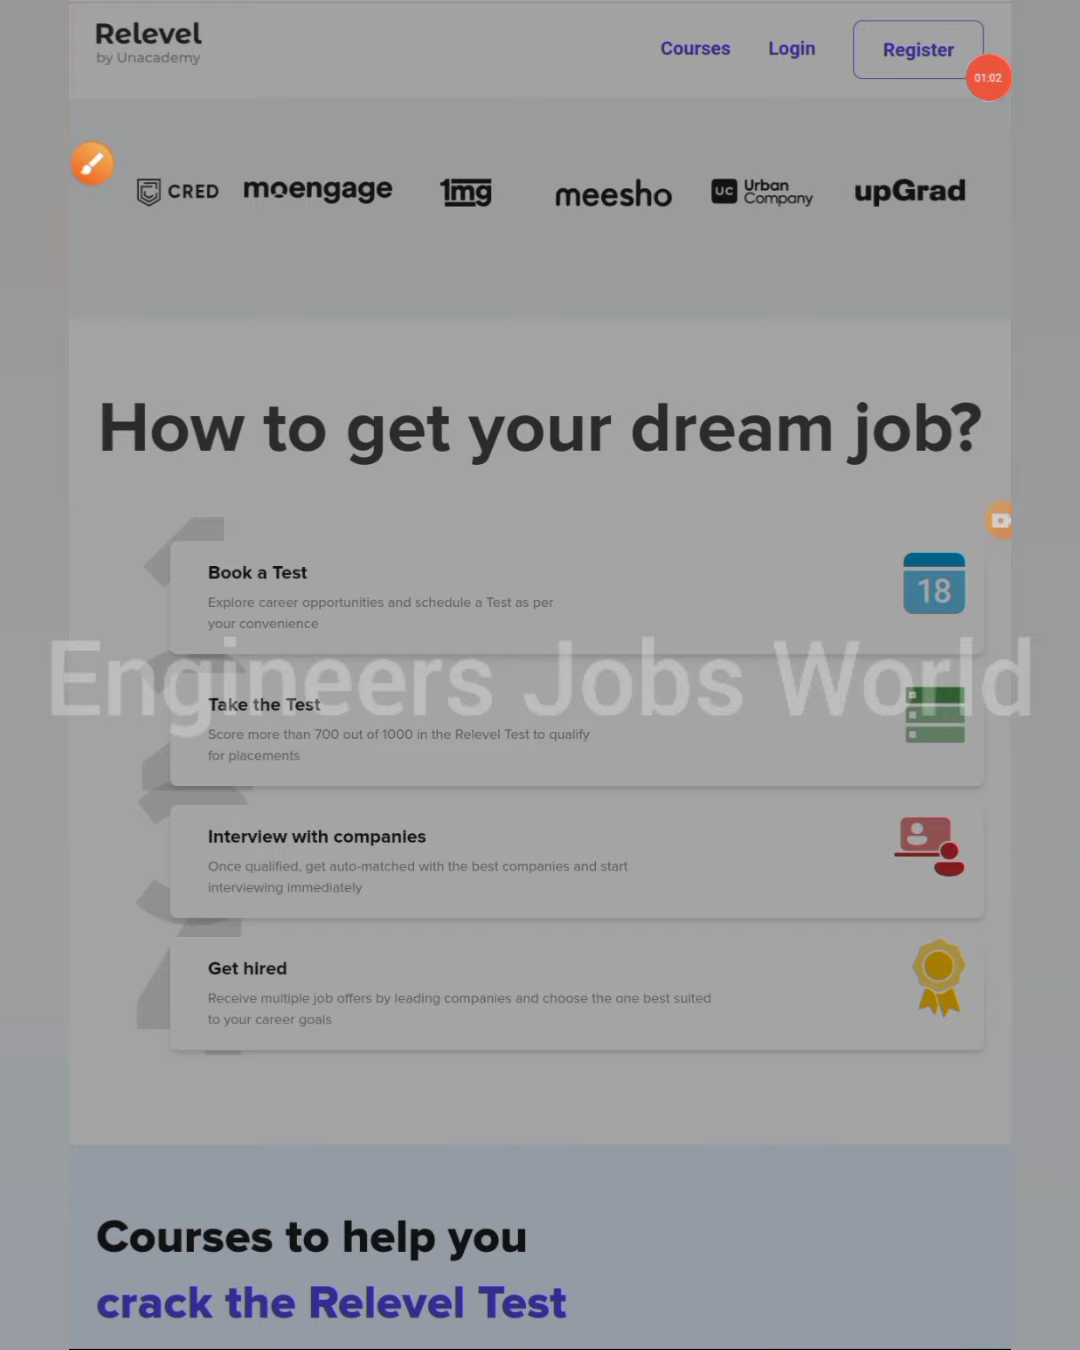 Relevel
by Unacademy
Courses Login Register
01:02
CRED moengage 1mg meesho UC Urban Company upGrad
How to get your dream job?
Book a Test
Explore career opportunities and schedule a Test as per
your convenience
18
Engineers Jobs World
Take the Test
Score more than 700 out of 1000 in the Relevel Test to qualify
for placements
Interview with companies
Once qualified, get auto-matched with the best companies and start
interviewing immediately
Get hired
Receive multiple job offers by leading companies and choose the one best suited
to your career goals
Courses to help you
crack the Relevel Test